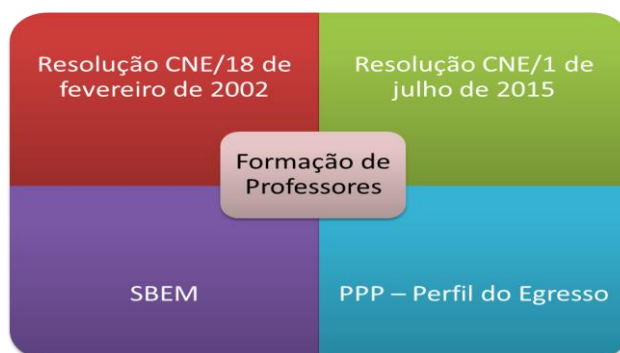 Resolução CNE/18 de
fevereiro de 2002
Resolução CNE/1 de
julho de 2015
Formação de
Professores
SBEM
PPP – Perfil do Egresso